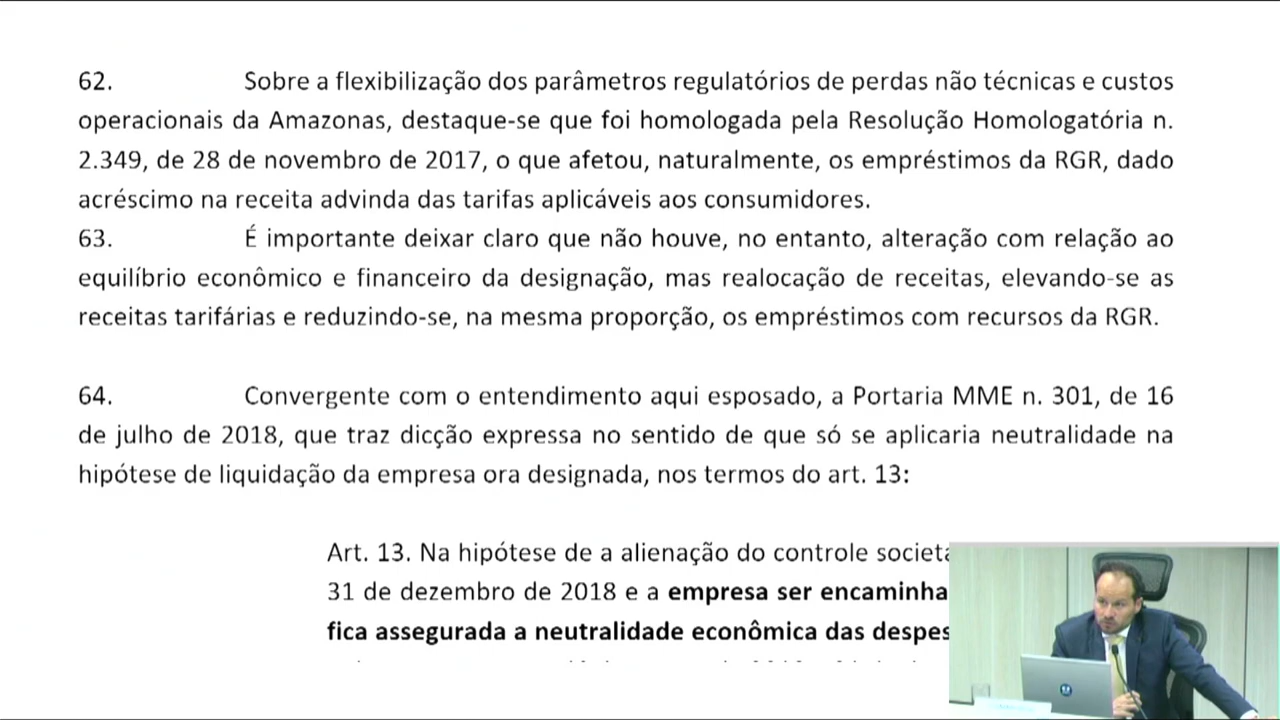 62. Sobre a flexibilização dos parâmetros regulatórios de perdas não técnicas e custos
operacionais da Amazonas, destaque-se que foi homologada pela Resolução Homologatória n.
2.349, de 28 de novembro de 2017, o que afetou, naturalmente, os empréstimos da RGR, dado
acréscimo na receita advinda das tarifas aplicáveis aos consumidores.
63. É importante deixar claro que não houve, no entanto, alteração com relação ao
equilíbrio econômico e financeiro da designação, mas realocação de receitas, elevando-se as
receitas tarifárias e reduzindo-se, na mesma proporção, os empréstimos com recursos da RGR.
64. Convergente com o entendimento aqui esposado, a Portaria MME n. 301, de 16
de julho de 2018, que traz dicção expressa no sentido de que só se aplicaria neutralidade na
hipótese de liquidação da empresa ora designada, nos termos do art. 13:
Art. 13. Na hipótese de a alienação do controle societa
31 de dezembro de 2018 e a empresa ser encaminha
fica assegurada a neutralidade econômica das despes